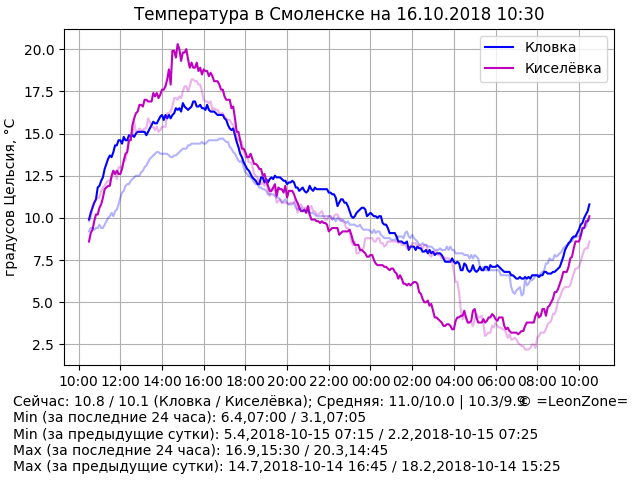 Температура в Смоленске на 16.10.2018 10:30
Кловка
Киселёвка
градусов Цельсия, °C
20.0
17.5
15.0
12.5
10.0
7.5
5.0
2.5
10:00 12:00 14:00 16:00 18:00 20:00 22:00 00:00 02:00 04:00 06:00 08:00 10:00
Сейчас: 10.8 / 10.1 (Кловка / Киселёвка); Средняя: 11.0/10.0 | 10.3/9.9 © =LeonZone=
Min (за последние 24 часа): 6.4,07:00 / 3.1,07:05
Min (за предыдущие сутки): 5.4,2018-10-15 07:15 / 2.2,2018-10-15 07:25
Max (за последние 24 часа): 16.9,15:30 / 20.3,14:45
Max (за предыдущие сутки): 14.7,2018-10-14 16:45 / 18.2,2018-10-14 15:25